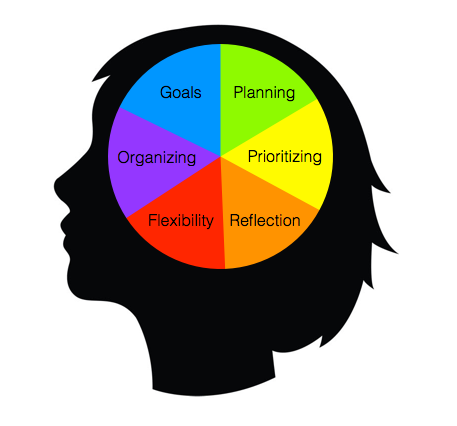 Goals
Planning
Organizing
Prioritizing
Flexibility
Reflection